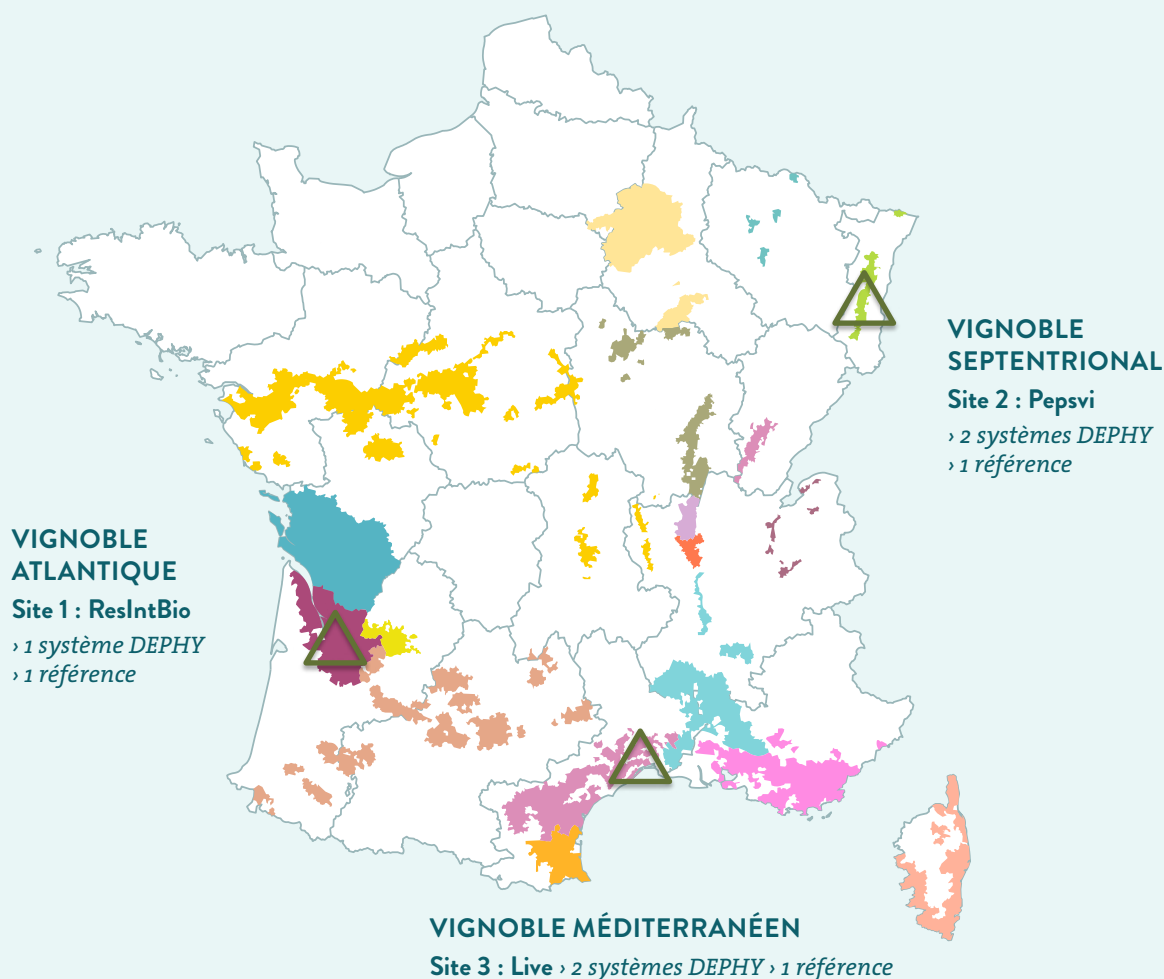 VIGNOBLE
SEPTENTRIONAL
Site 2 : Pepsvi
› 2 systèmes DEPHY
› 1 référence
VIGNOBLE
ATLANTIQUE
Site 1 : ResIntBio
› 1 système DEPHY
› 1 référence
VIGNOBLE MÉDITERRANÉEN
Site 3 : Live › 2 systèmes DEPHY › 1 référence